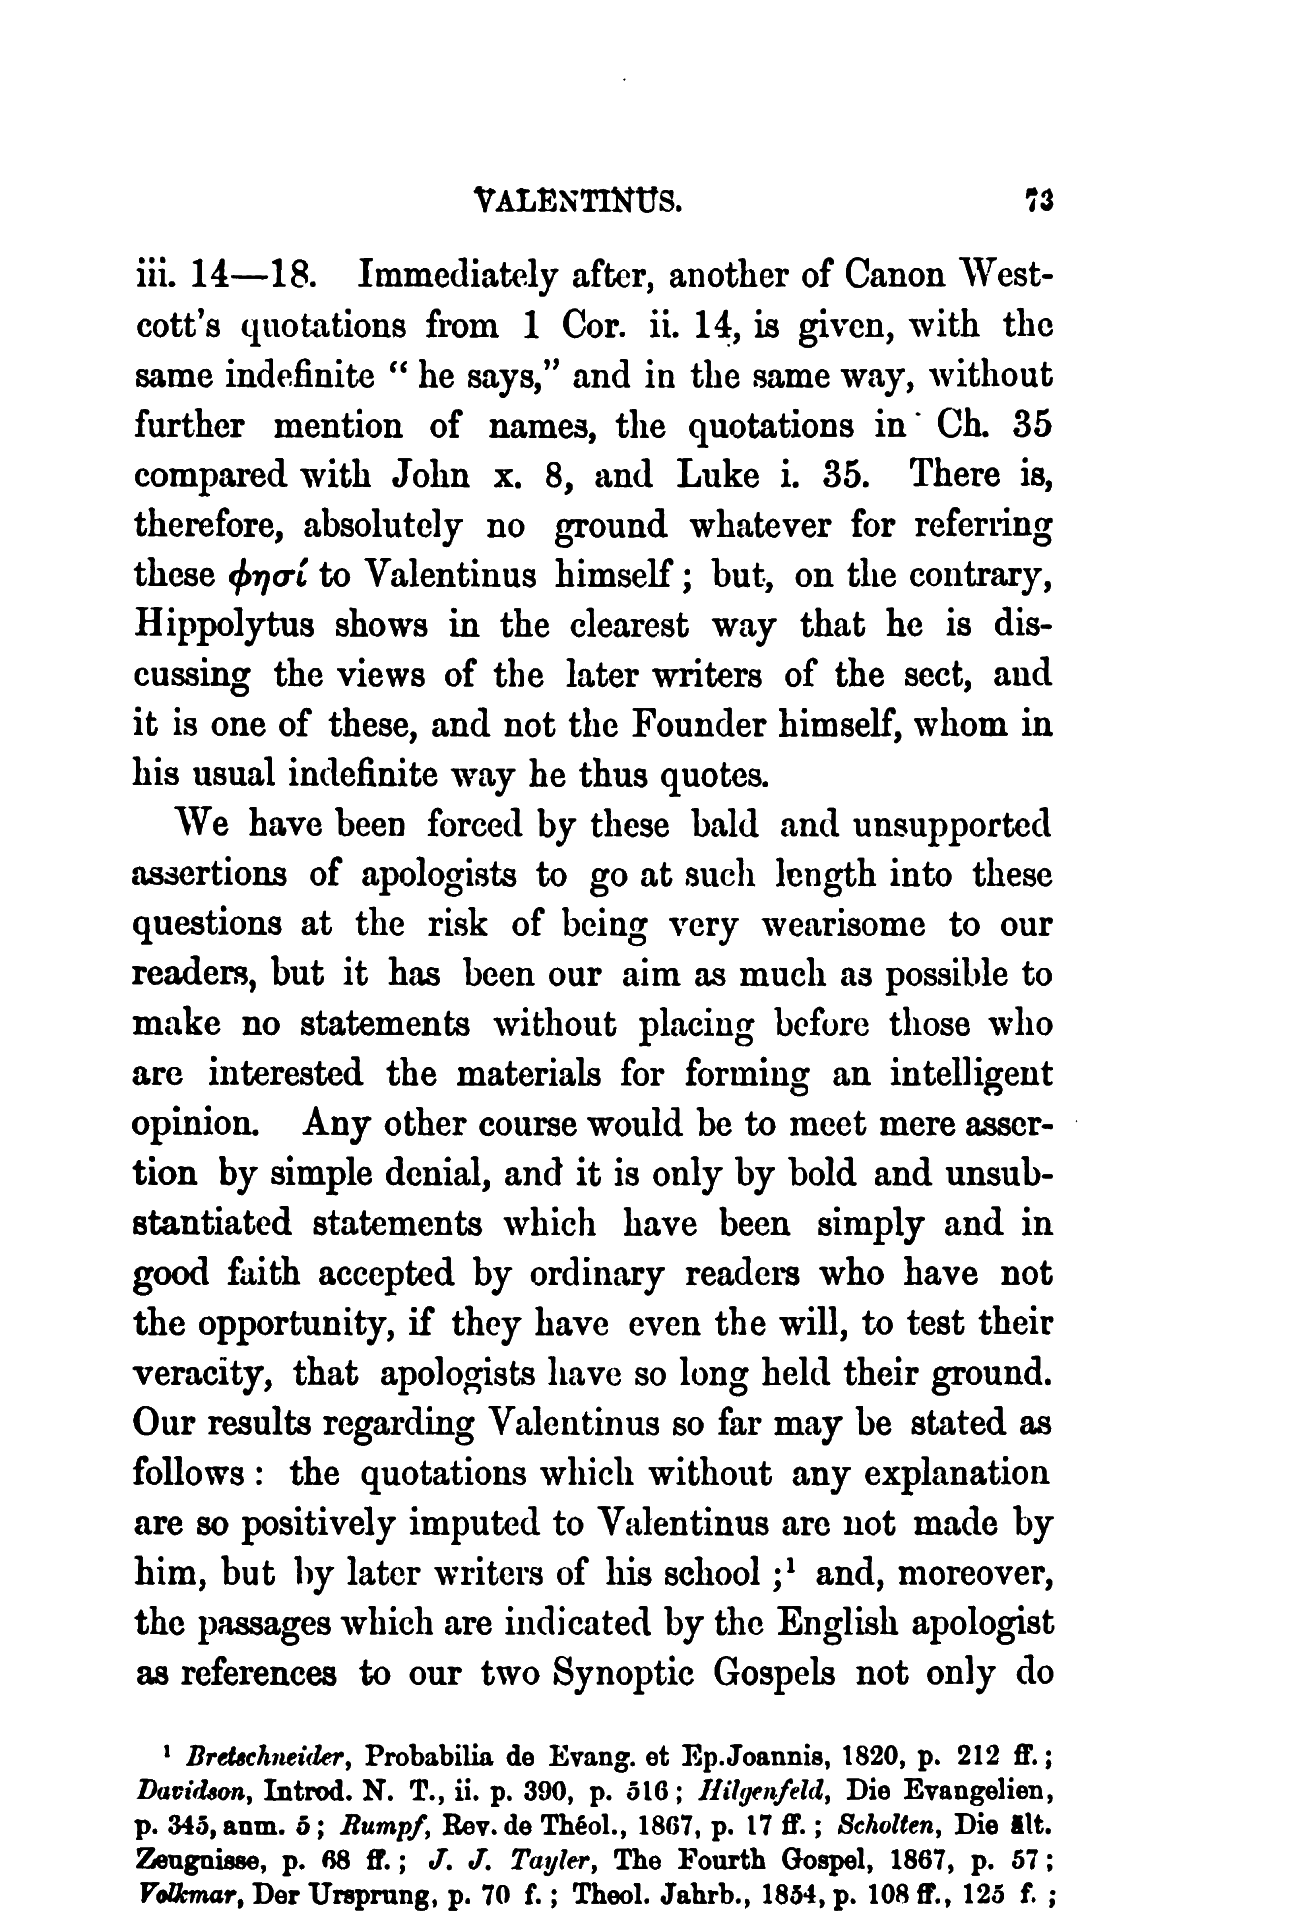 VALENTINUS. 73
iii. 14—18. Immediately after, another of Canon West-
cott's quotations from 1 Cor. ii. 14, is given, with the
same indefinite “ he says,” and in the same way, without
further mention of names, the quotations in Ch. 35
compared with John x. 8, and Luke i. 35. There is,
therefore, absolutely no ground whatever for referring
these φησί to Valentinus himself ; but, on the contrary,
Hippolytus shows in the clearest way that he is dis-
cussing the views of the later writers of the sect, and
it is one of these, and not the Founder himself, whom in
his usual indefinite way he thus quotes.
We have been forced by these bald and unsupported
assertions of apologists to go at such length into these
questions at the risk of being very wearisome to our
readers, but it has been our aim as much as possible to
make no statements without placing before those who
are interested the materials for forming an intelligent
opinion. Any other course would be to meet mere asser-
tion by simple denial, and it is only by bold and unsub-
stantiated statements which have been simply and in
good faith accepted by ordinary readers who have not
the opportunity, if they have even the will, to test their
veracity, that apologists have so long held their ground.
Our results regarding Valentinus so far may be stated as
follows : the quotations which without any explanation
are so positively imputed to Valentinus are not made by
him, but by later writers of his school ;¹ and, moreover,
the passages which are indicated by the English apologist
as references to our two Synoptic Gospels not only do
¹ Bretschneider, Probabilia de Evang. et Ep.Joannis, 1820, p. 212 ff. ;
Davidson, Introd. N. T., ii. p. 390, p. 516 ; Hilgenfeld, Die Evangelien,
p. 345, anm. 5 ; Rumpf, Rev. de Théol., 1867, p. 17 ff. ; Scholten, Die ält.
Zeugnisse, p. 68 ff. ; J. J. Tayler, The Fourth Gospel, 1867, p. 57 ;
Volkmar, Der Ursprung, p. 70 f. ; Theol. Jahrb., 1854, p. 108 ff., 125 f. ;